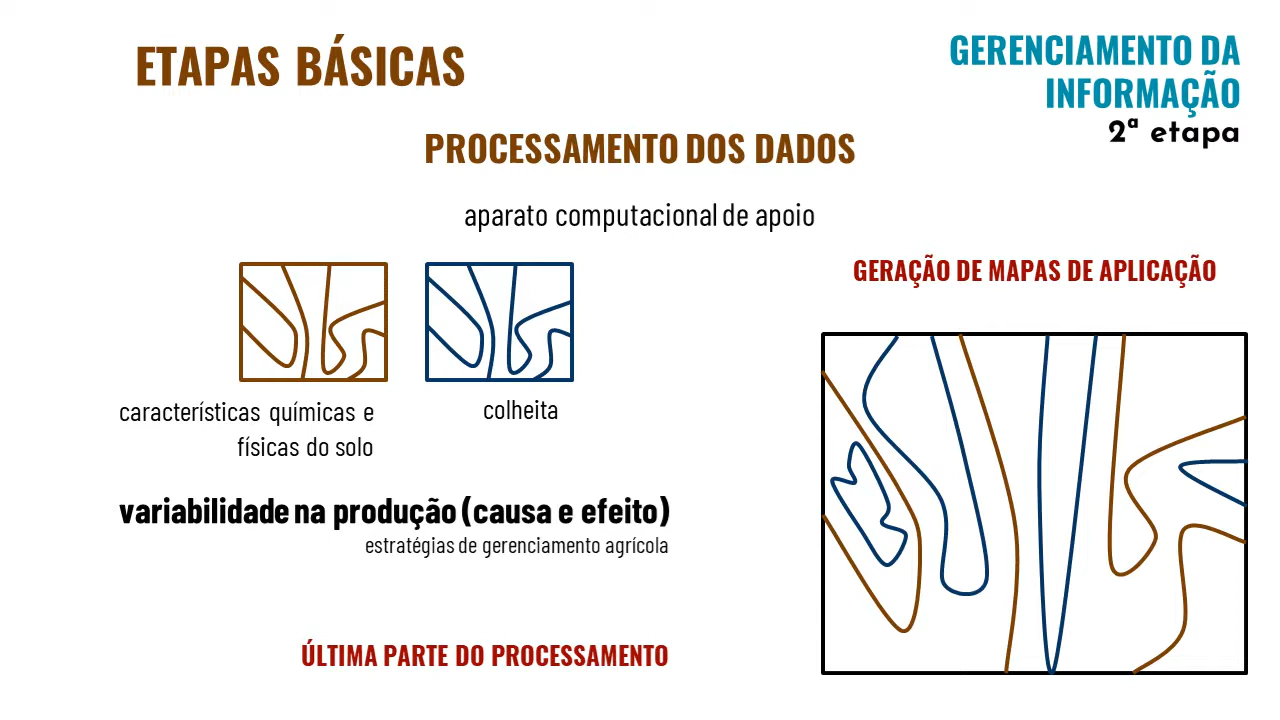 ETAPAS BÁSICAS
GERENCIAMENTO DA
INFORMAÇÃO
2ª etapa
PROCESSAMENTO DOS DADOS
aparato computacional de apoio
características químicas e
físicas do solo
colheita
variabilidade na produção (causa e efeito)
estratégias de gerenciamento agrícola
ÚLTIMA PARTE DO PROCESSAMENTO
GERAÇÃO DE MAPAS DE APLICAÇÃO